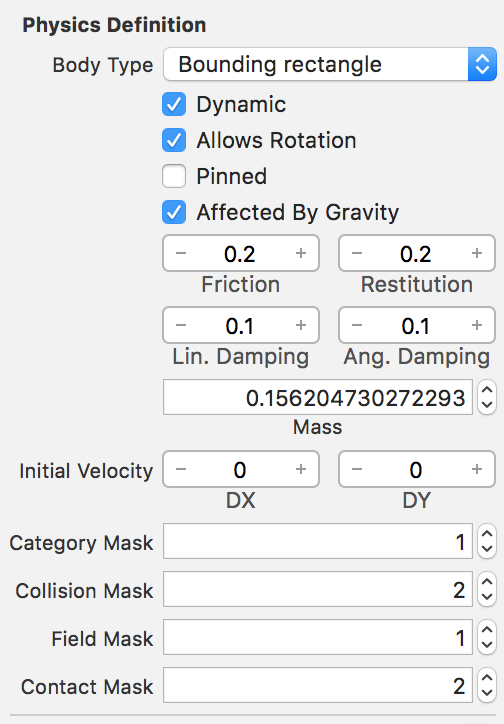 Physics Definition
Body Type Bounding rectangle
Dynamic
Allows Rotation
Pinned
Affected By Gravity
− 0.2 + − 0.2 +
Friction Restitution
− 0.1 + − 0.1 +
Lin. Damping Ang. Damping
0.156204730272293
Mass
Initial Velocity − 0 + − 0 +
DX DY
Category Mask 1
Collision Mask 2
Field Mask 1
Contact Mask 2